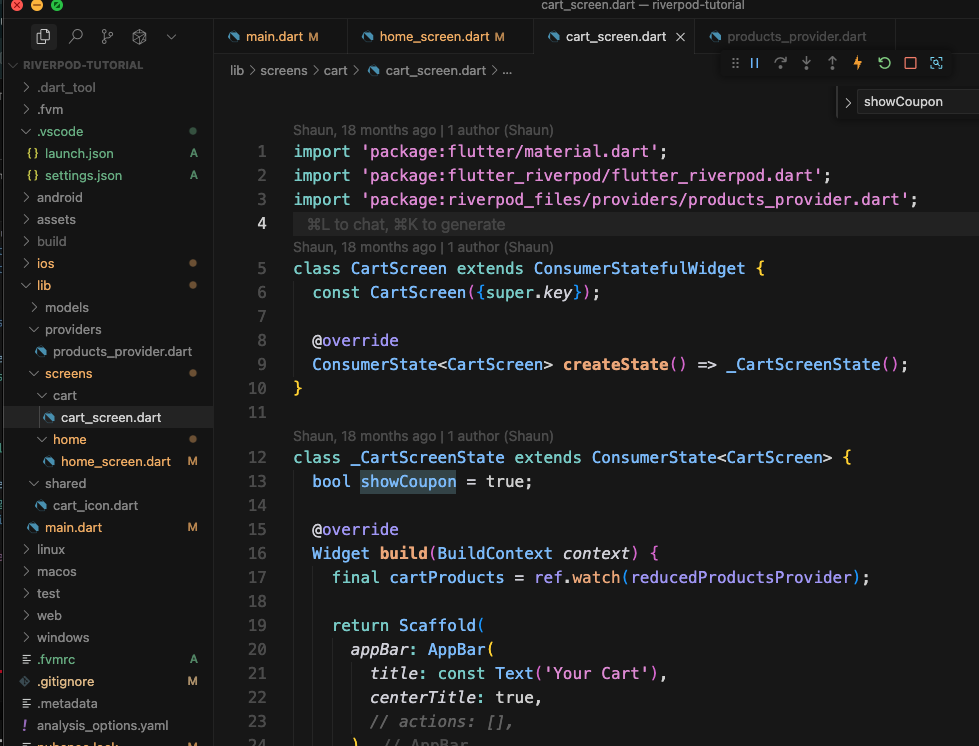 cart_screen.dart — riverpod-tutorial
main.dart M
home_screen.dart M
cart_screen.dart
products_provider.dart
RIVERPOD-TUTORIAL
.dart_tool
.fvm
.vscode
{} launch.json A
{} settings.json A
android
assets
build
ios
lib
models
providers
products_provider.dart
screens
cart
cart_screen.dart
home
home_screen.dart M
shared
cart_icon.dart
main.dart M
linux
macos
test
web
windows
.fvmrc A
.gitignore M
.metadata
! analysis_options.yaml
pubspec.lock M
lib > screens > cart > cart_screen.dart > ...
showCoupon
Shaun, 18 months ago | 1 author (Shaun)
1 import 'package:flutter/material.dart';
2 import 'package:flutter_riverpod/flutter_riverpod.dart';
3 import 'package:riverpod_files/providers/products_provider.dart';
4 ⌘L to chat, ⌘K to generate
Shaun, 18 months ago | 1 author (Shaun)
5 class CartScreen extends ConsumerStatefulWidget {
6 const CartScreen({super.key});
7
8 @override
9 ConsumerState<CartScreen> createState() => _CartScreenState();
10 }
11
Shaun, 18 months ago | 1 author (Shaun)
12 class _CartScreenState extends ConsumerState<CartScreen> {
13 bool showCoupon = true;
14
15 @override
16 Widget build(BuildContext context) {
17 final cartProducts = ref.watch(reducedProductsProvider);
18
19 return Scaffold(
20 appBar: AppBar(
21 title: const Text('Your Cart'),
22 centerTitle: true,
23 // actions: [],
24 ), // AppBar